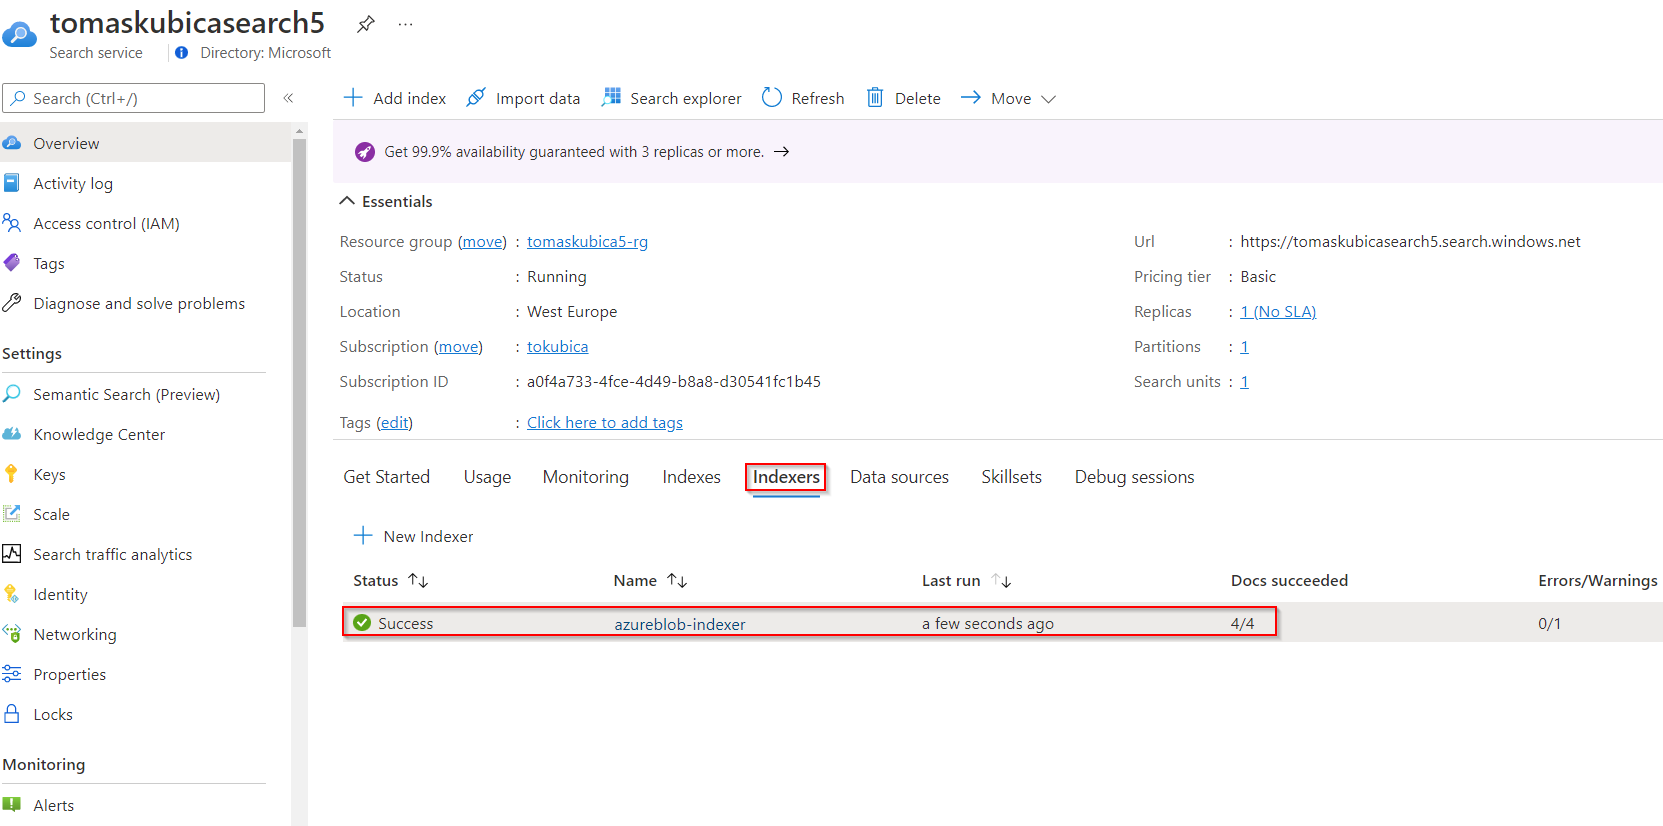 tomaskubicasearch5
Search service
Directory: Microsoft
Search (Ctrl+/)
Overview
Activity log
Access control (IAM)
Tags
Diagnose and solve problems
Settings
Semantic Search (Preview)
Knowledge Center
Keys
Scale
Search traffic analytics
Identity
Networking
Properties
Locks
Monitoring
Alerts
Add index
Import data
Search explorer
Refresh
Delete
Move
Get 99.9% availability guaranteed with 3 replicas or more. →
Essentials
Resource group (move) : tomaskubica5-rg
Status : Running
Location : West Europe
Subscription (move) : tokubica
Subscription ID : a0f4a733-4fce-4d49-b8a8-d30541fc1b45
Tags (edit) : Click here to add tags
Url : https://tomaskubicasearch5.search.windows.net
Pricing tier : Basic
Replicas : 1 (No SLA)
Partitions : 1
Search units : 1
Get Started Usage Monitoring Indexes Indexers Data sources Skillsets Debug sessions
New Indexer
Status Name Last run Docs succeeded Errors/Warnings
Success azureblob-indexer a few seconds ago 4/4 0/1